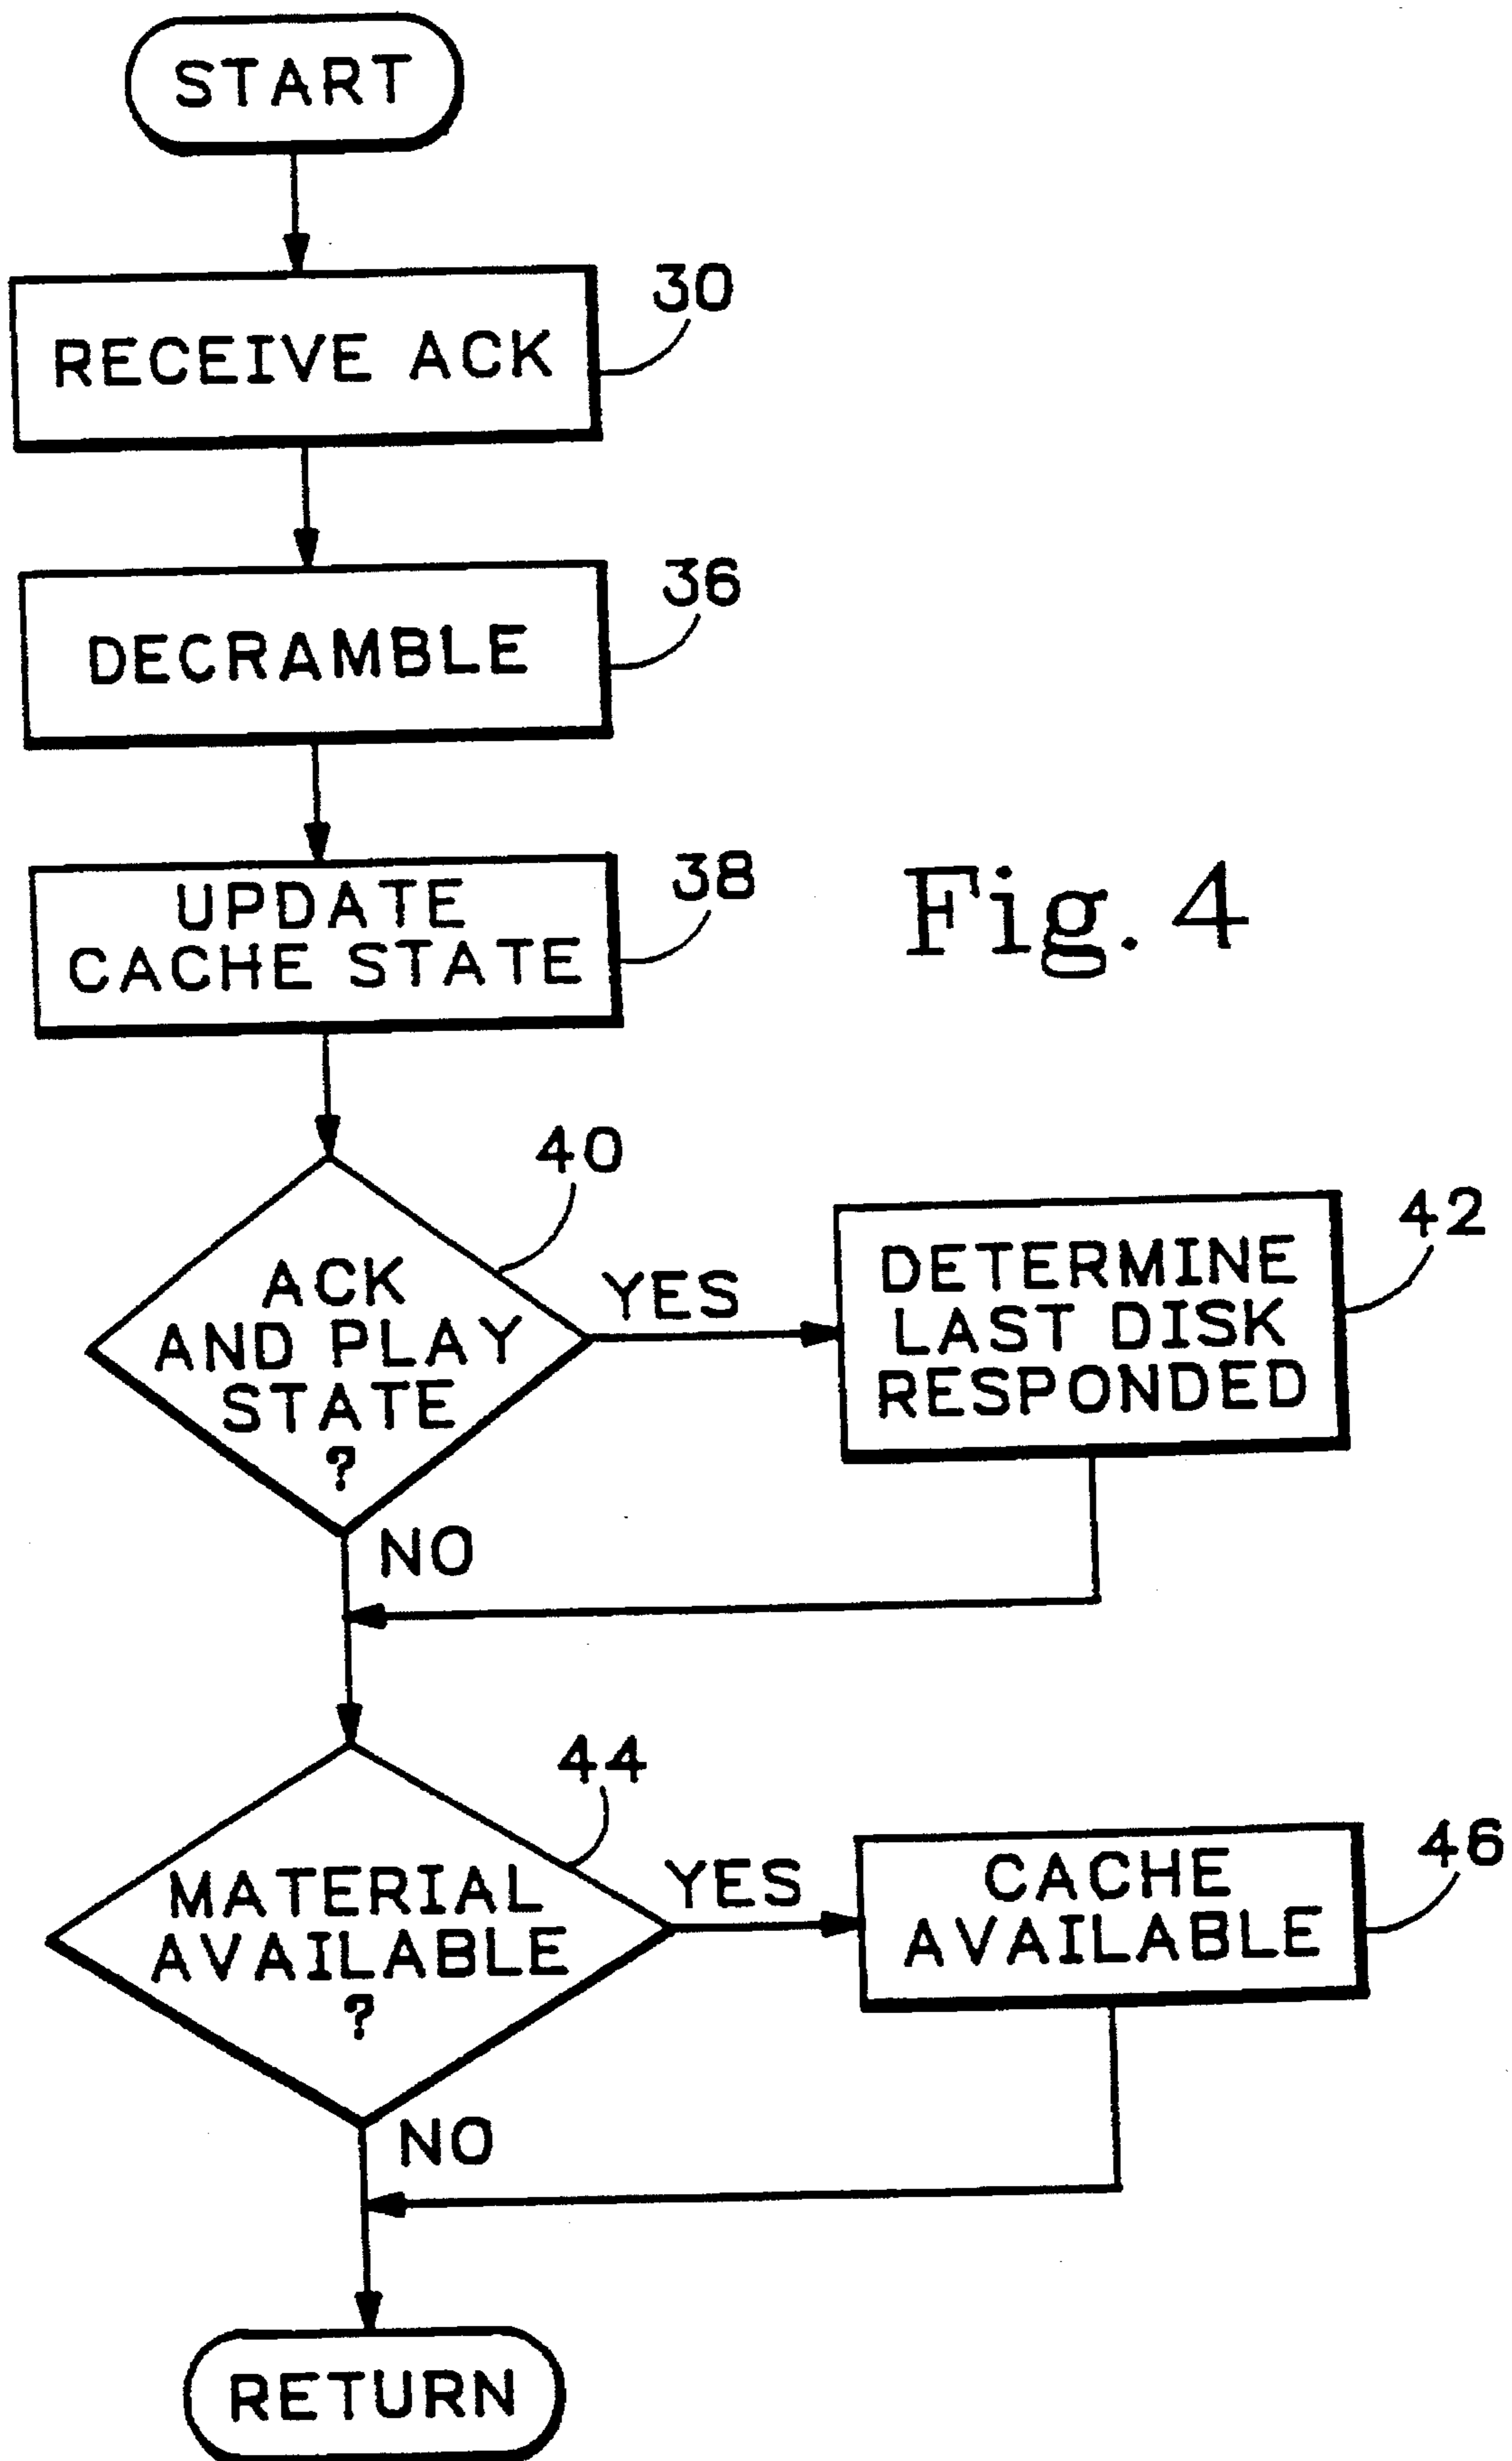 START
30
RECEIVE ACK
36
DECRAMBLE
38
UPDATE
CACHE STATE
Fig. 4
40
ACK
AND PLAY
STATE
?
YES
NO
42
DETERMINE
LAST DISK
RESPONDED
44
MATERIAL
AVAILABLE
?
YES
NO
46
CACHE
AVAILABLE
RETURN